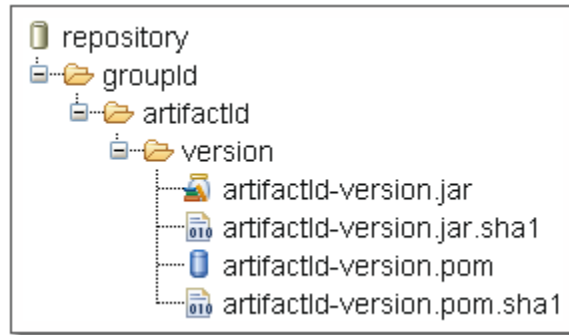 repository
groupId
artifactId
version
artifactId-version.jar
artifactId-version.jar.sha1
artifactId-version.pom
artifactId-version.pom.sha1